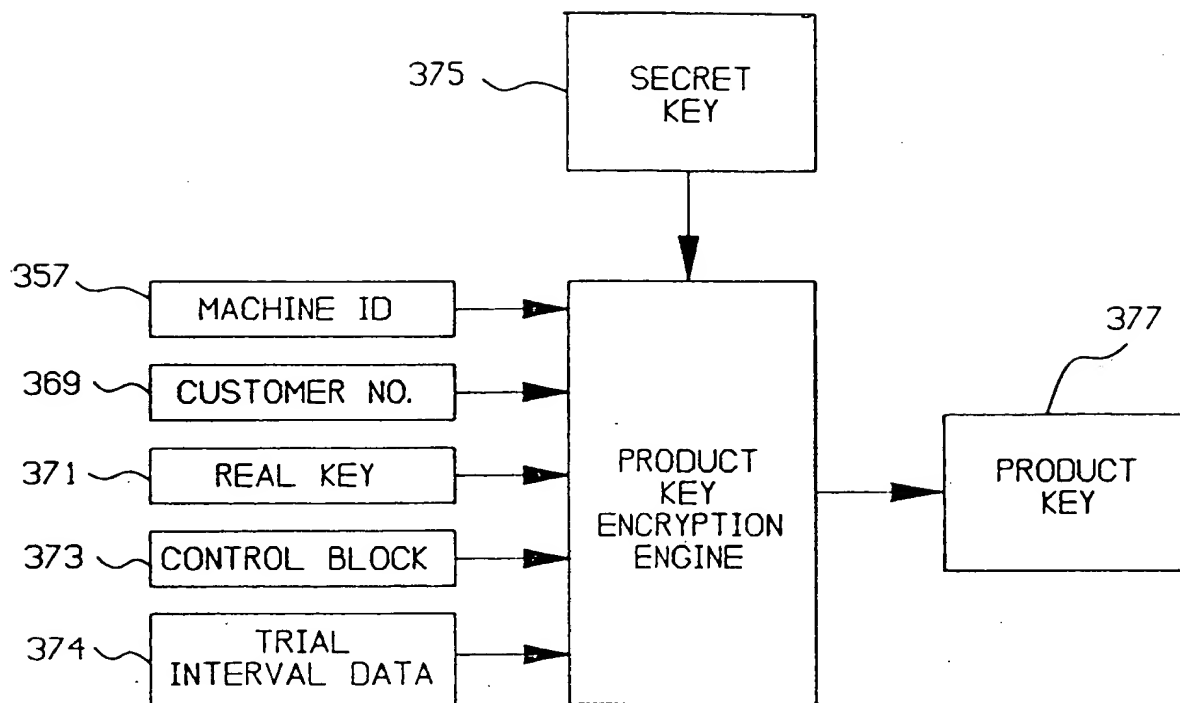 375
SECRET
KEY
357
MACHINE ID
377
369
CUSTOMER NO.
371
REAL KEY
PRODUCT
KEY
ENCRYPTION
ENGINE
PRODUCT
KEY
373
CONTROL BLOCK
374
TRIAL
INTERVAL DATA